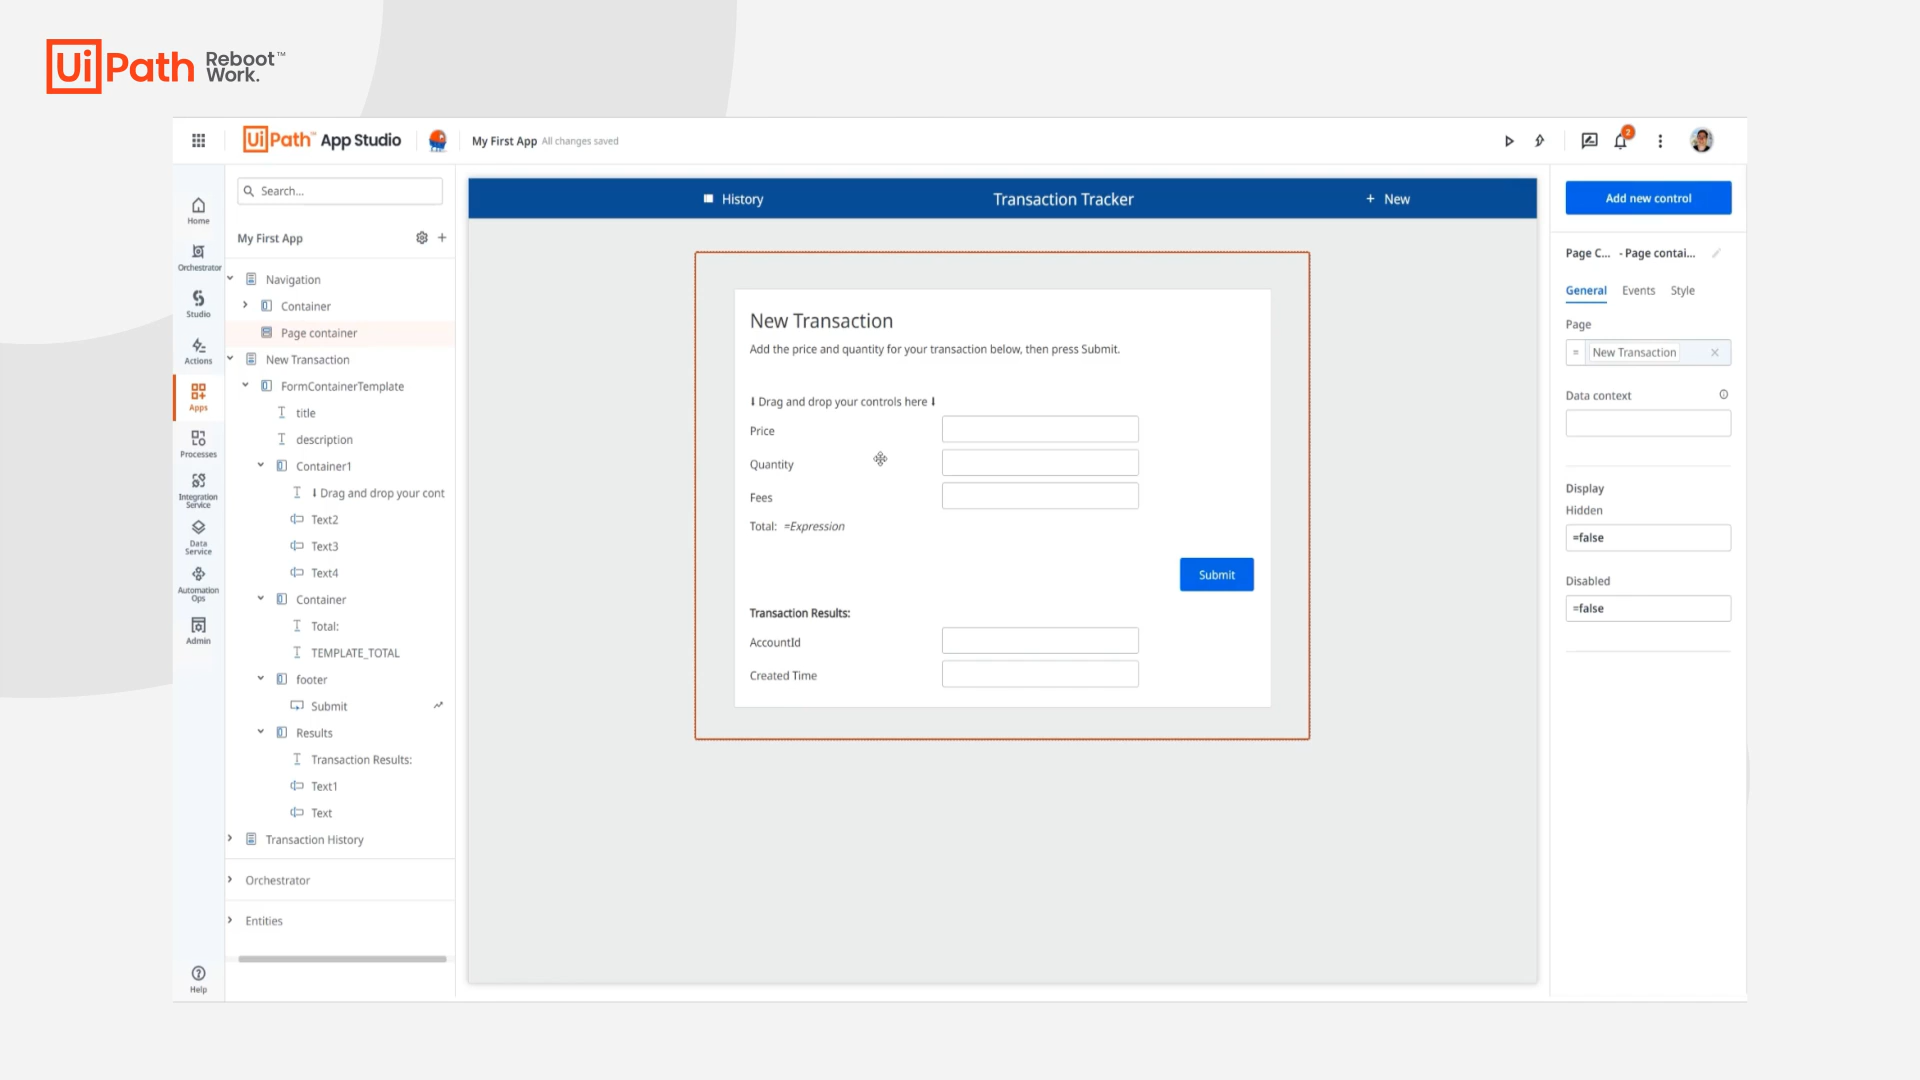 UiPath Reboot Work.™
UiPath™ App Studio
My First App All changes saved
2
Home
Orchestrator
Studio
Actions
Apps
Processes
Integration
Service
Data
Service
Automation
Ops
Admin
Help
Search...
My First App
Navigation
Container
Page container
New Transaction
FormContainerTemplate
title
description
Container1
⬇ Drag and drop your cont
Text2
Text3
Text4
Container
Total:
TEMPLATE_TOTAL
footer
Submit
Results
Transaction Results:
Text1
Text
Transaction History
Orchestrator
Entities
History
Transaction Tracker
+ New
New Transaction
Add the price and quantity for your transaction below, then press Submit.
⬇ Drag and drop your controls here ⬇
Price
Quantity
Fees
Total: =Expression
Submit
Transaction Results:
AccountId
Created Time
Add new control
Page C... - Page contai...
General Events Style
Page
= New Transaction
Data context
Display
Hidden
=false
Disabled
=false